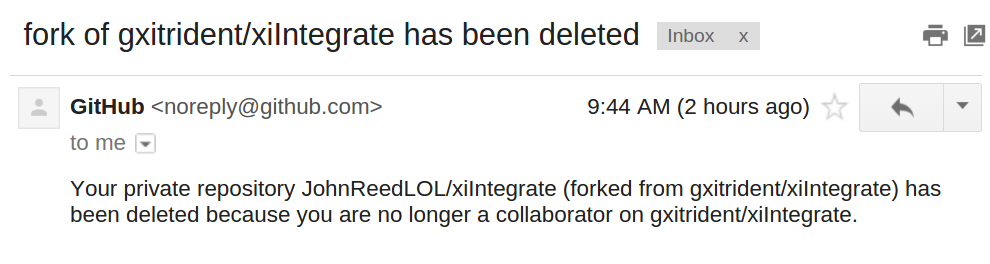 fork of gxitrident/xiIntegrate has been deleted Inbox x
GitHub <noreply@github.com> 9:44 AM (2 hours ago)
to me
Your private repository JohnReedLOL/xiIntegrate (forked from gxitrident/xiIntegrate) has
been deleted because you are no longer a collaborator on gxitrident/xiIntegrate.